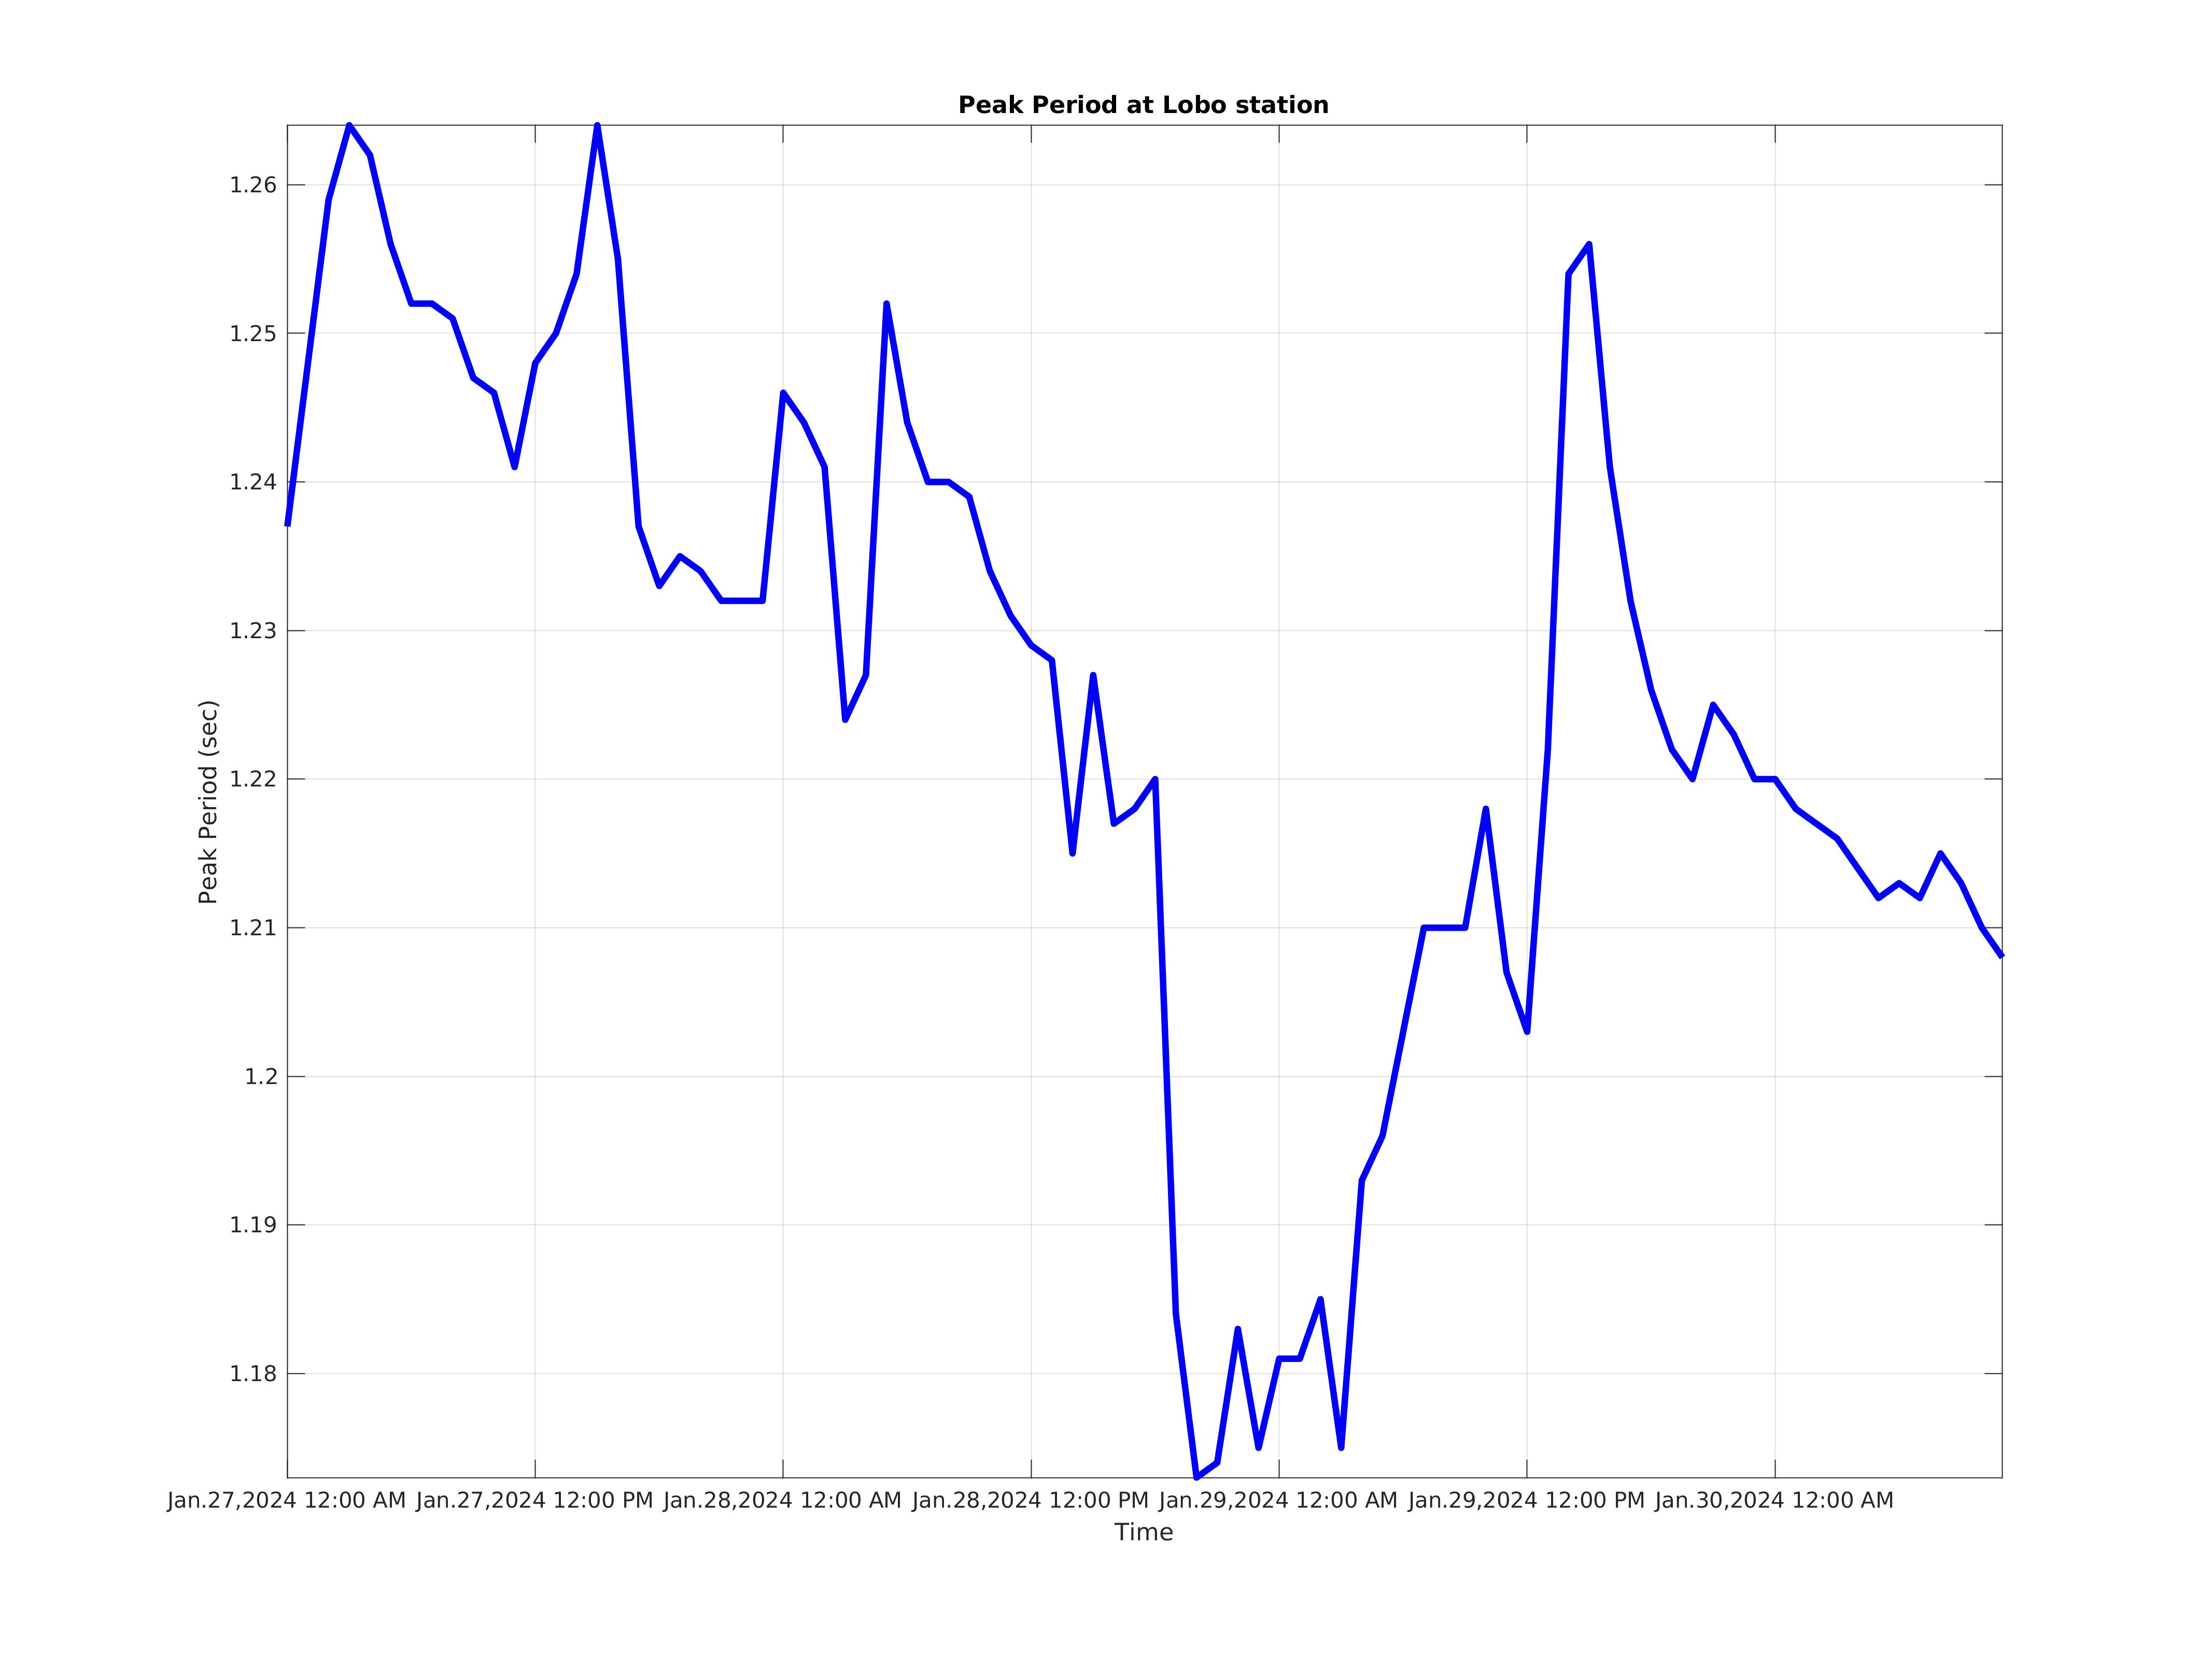 Peak Period at Lobo station
Peak Period (sec)
1.26
1.25
1.24
1.23
1.22
1.21
1.2
1.19
1.18
Jan.27,2024 12:00 AM Jan.27,2024 12:00 PM Jan.28,2024 12:00 AM Jan.28,2024 12:00 PM Jan.29,2024 12:00 AM Jan.29,2024 12:00 PM Jan.30,2024 12:00 AM
Time